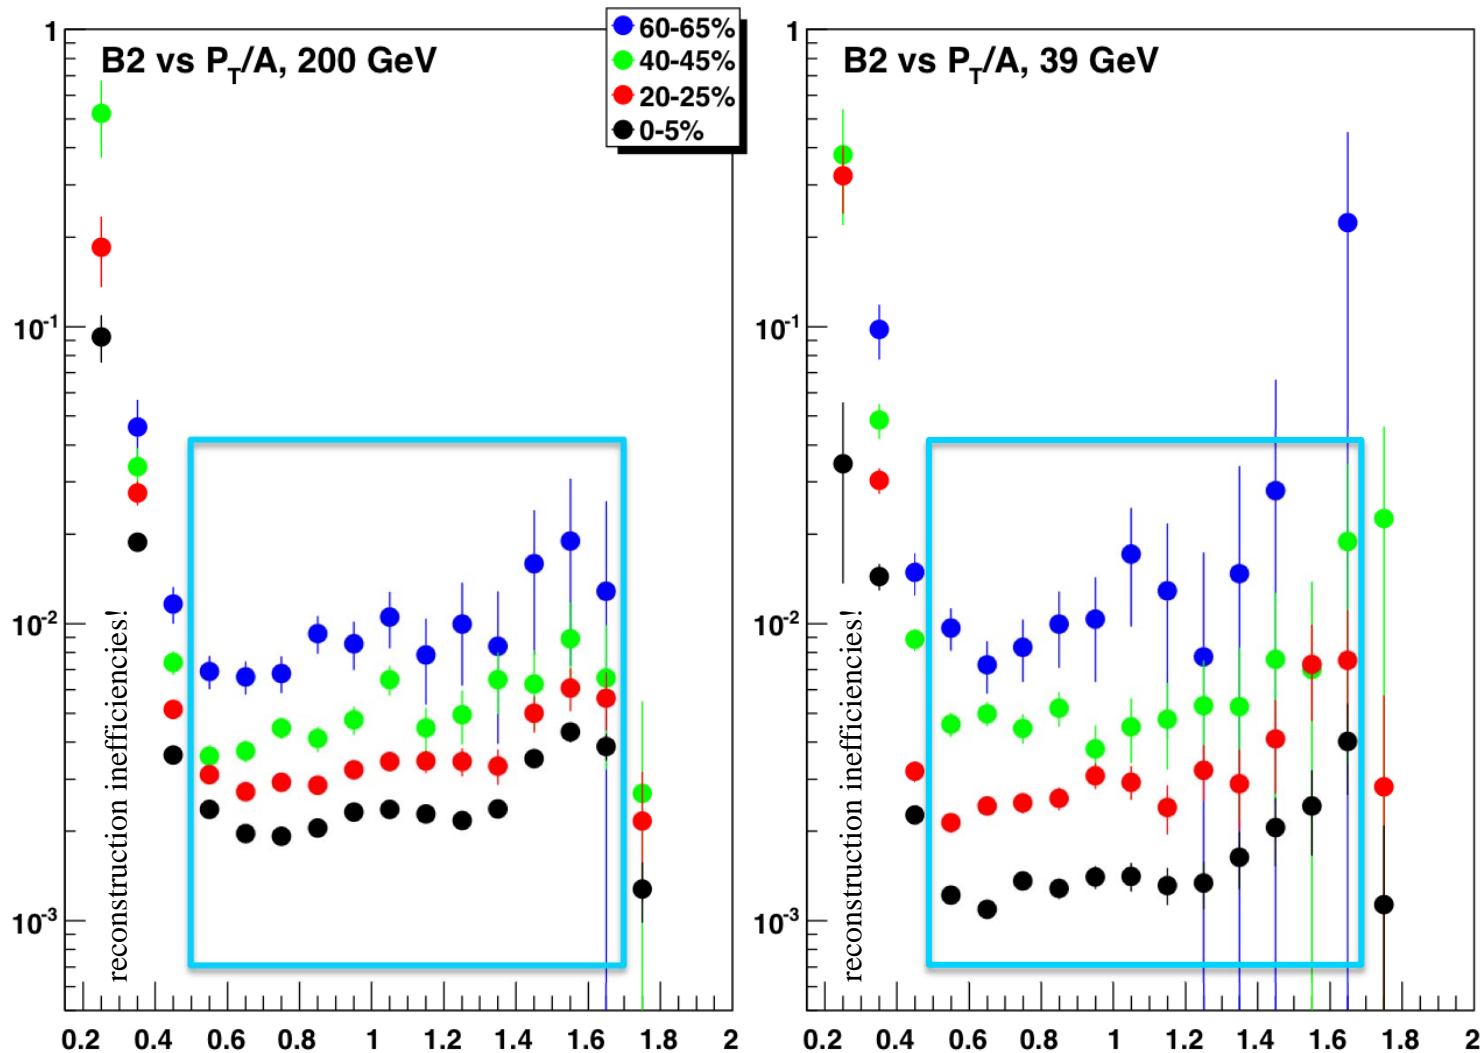 B2 vs P_T/A, 200 GeV
60-65%
40-45%
20-25%
0-5%
1
10^-1
10^-2
10^-3
reconstruction inefficiencies!
0.2 0.4 0.6 0.8 1 1.2 1.4 1.6 1.8 2
B2 vs P_T/A, 39 GeV
1
10^-1
10^-2
10^-3
reconstruction inefficiencies!
0.2 0.4 0.6 0.8 1 1.2 1.4 1.6 1.8 2